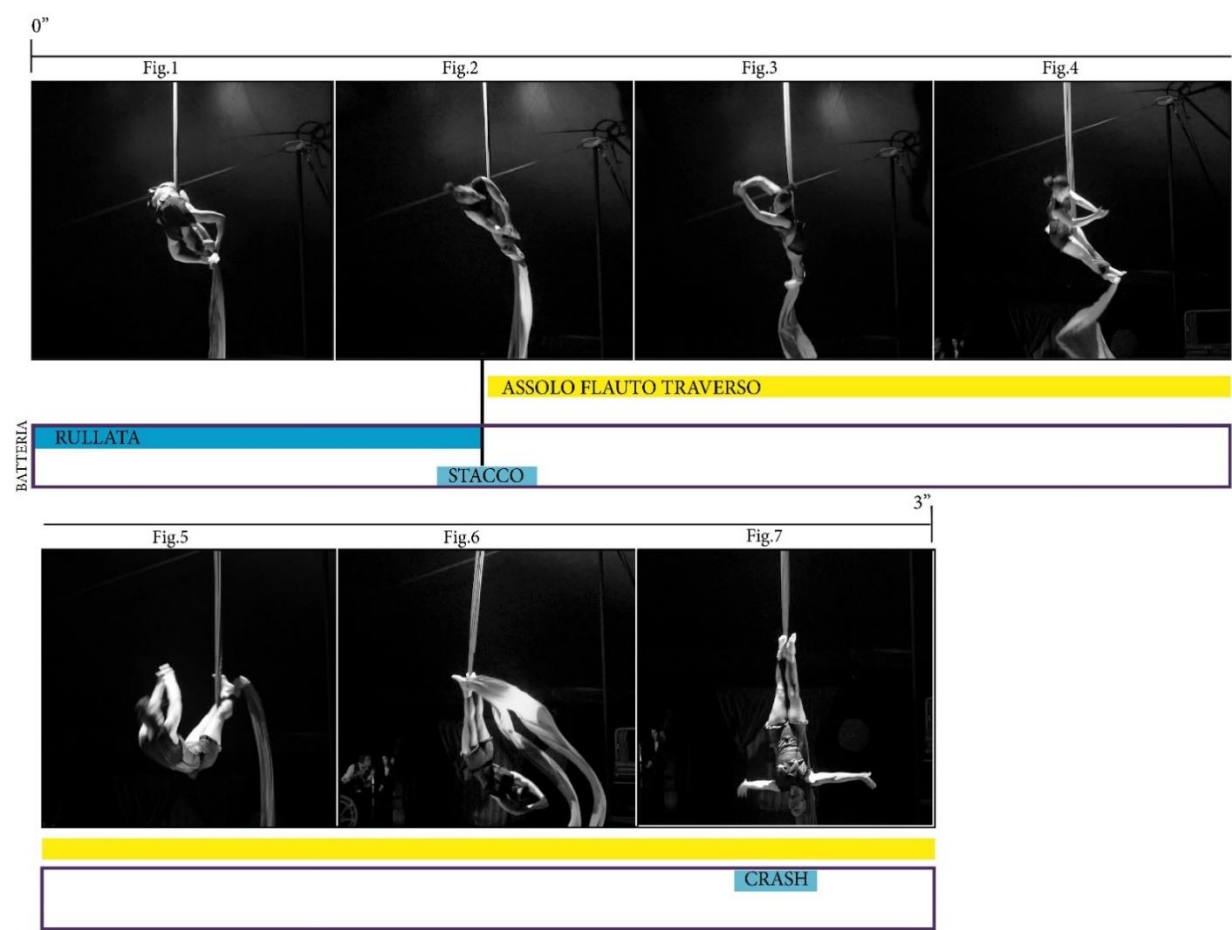 0”
Fig.1 Fig.2 Fig.3 Fig.4
ASSOLO FLAUTO TRAVERSO
BATTERIA
RULLATA
STACCO
3”
Fig.5 Fig.6 Fig.7
CRASH